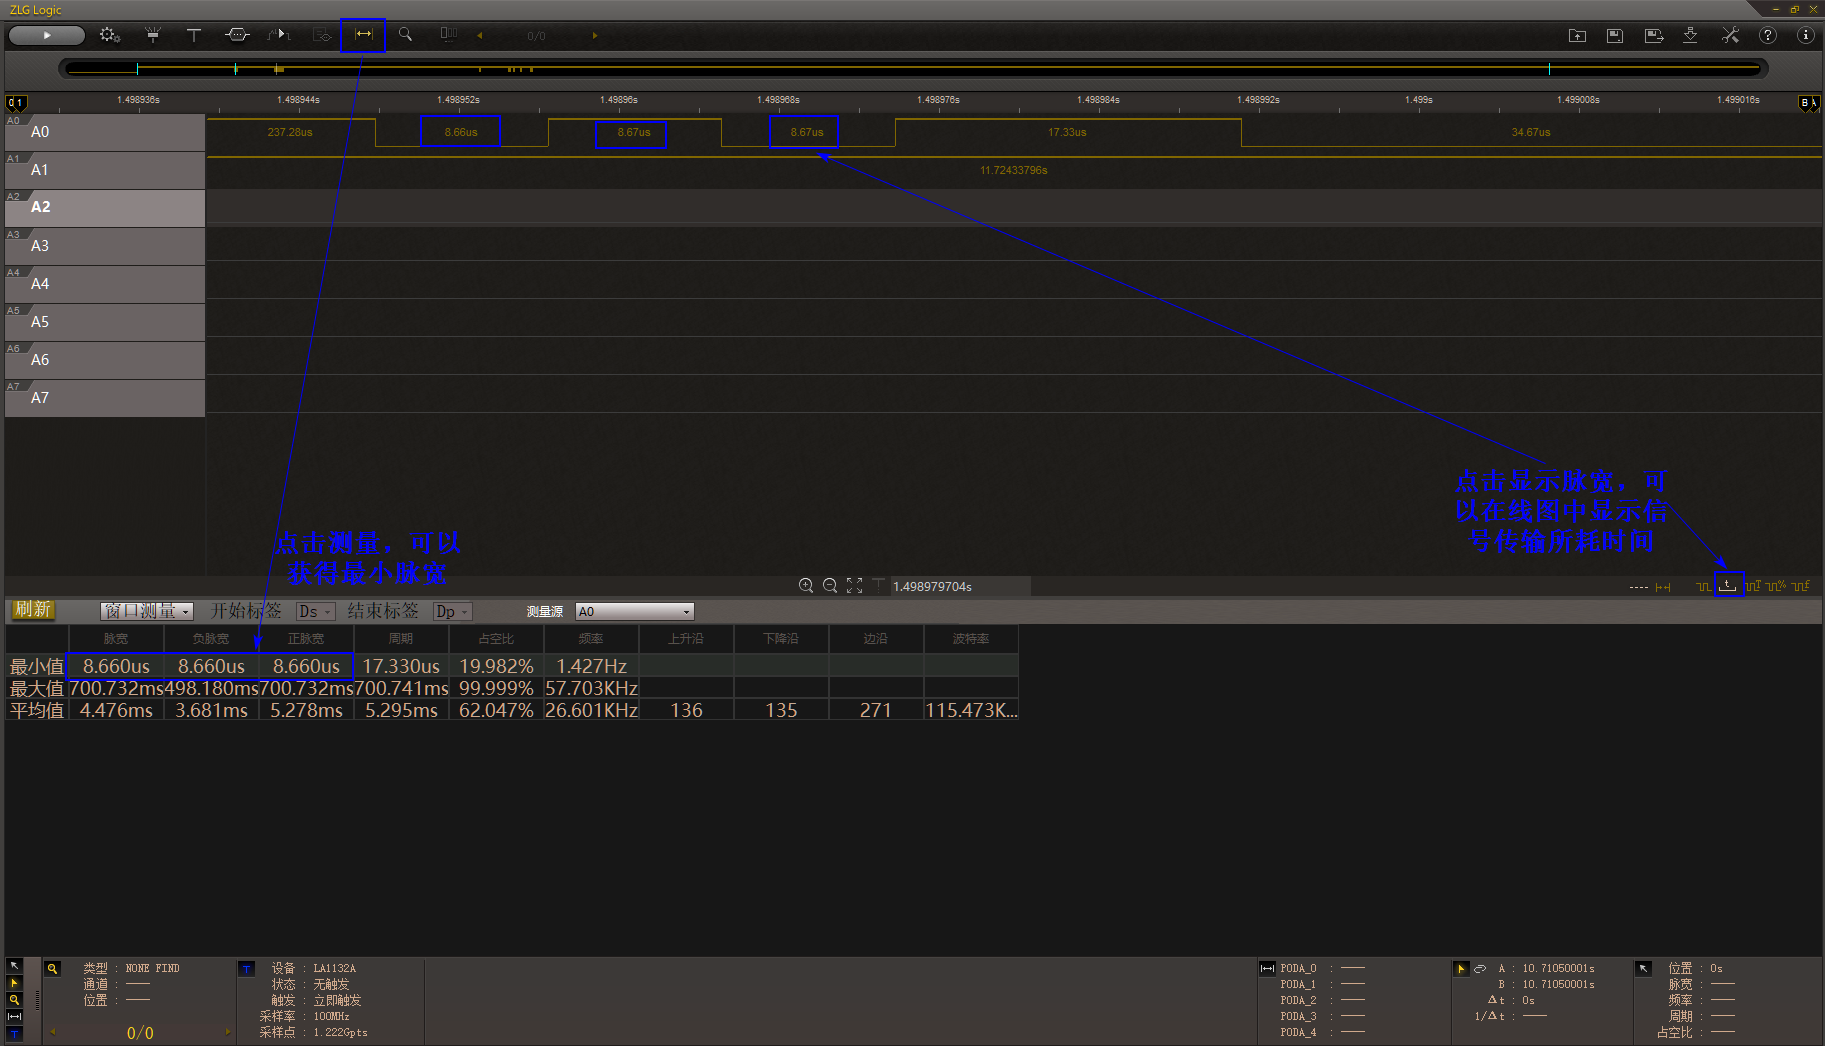 ZLG Logic
0/0
0 1
1.498936s 1.498944s 1.498952s 1.49896s 1.498968s 1.498976s 1.498984s 1.498992s 1.499s 1.499008s 1.499016s
B A
A0
A0
237.28us 8.66us 8.67us 8.67us 17.33us 34.67us
A1
A1
11.72433796s
A2
A2
A3
A3
A4
A4
A5
A5
A6
A6
A7
A7
点击显示脉宽，可
以在线图中显示信
号传输所耗时间
点击测量，可以
获得最小脉宽
1.498979704s
刷新 窗口测量 开始标签 Ds 结束标签 Dp 测量源 A0
脉宽 负脉宽 正脉宽 周期 占空比 频率 上升沿 下降沿 边沿 波特率
最小值 8.660us 8.660us 8.660us 17.330us 19.982% 1.427Hz
最大值 700.732ms 498.180ms 700.732ms 700.741ms 99.999% 57.703KHz
平均值 4.476ms 3.681ms 5.278ms 5.295ms 62.047% 26.601KHz 136 135 271 115.473K...
类型 : NONE FIND
通道 : ——
位置 : ——
0/0
设备 : LA1132A
状态 : 无触发
触发 : 立即触发
采样率 : 100MHz
采样点 : 1.222Gpts
PODA_0 : ——
PODA_1 : ——
PODA_2 : ——
PODA_3 : ——
PODA_4 : ——
A : 10.71050001s
B : 10.71050001s
Δt : 0s
1/Δt : ——
位置 : 0s
脉宽 : ——
频率 : ——
周期 : ——
占空比 : ——